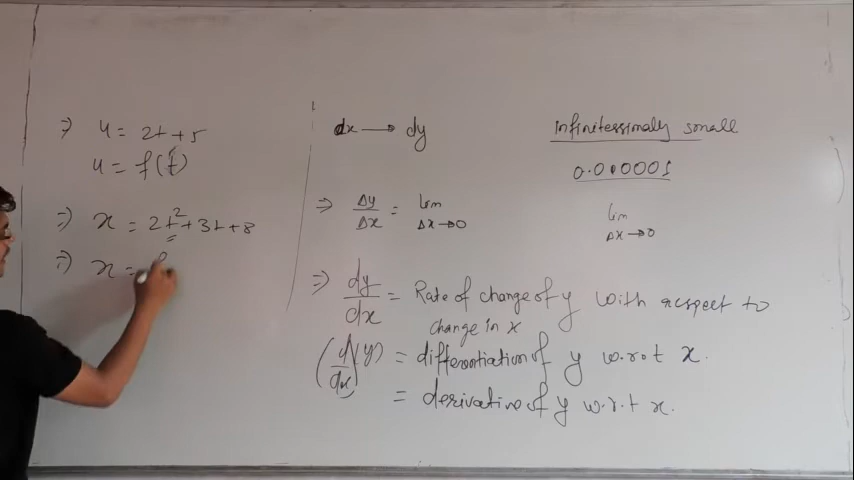 ⇒ u = 2t + 5
u = f(t)
⇒ x = 2t² + 3t + 8
⇒ x =
dx → dy
⇒ Δy/Δx = lim Δx→0
⇒ dy/dx = Rate of change of y with respect to
change in x
(d/dx)(y) = differentiation of y w.r.t x.
= derivative of y w.r.t x.
infinitessimaly small
0.000001
lim
Δx→0